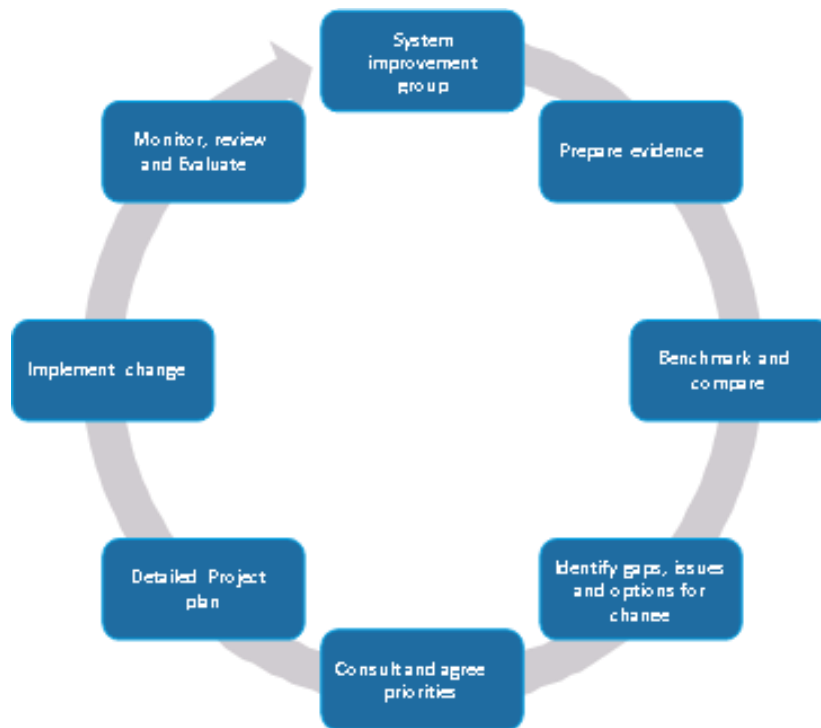 System
improvement
group
Prepare evidence
Benchmark and
compare
Identify gaps, issues
and options for
change
Consult and agree
priorities
Detailed Project
plan
Implement change
Monitor, review
and Evaluate